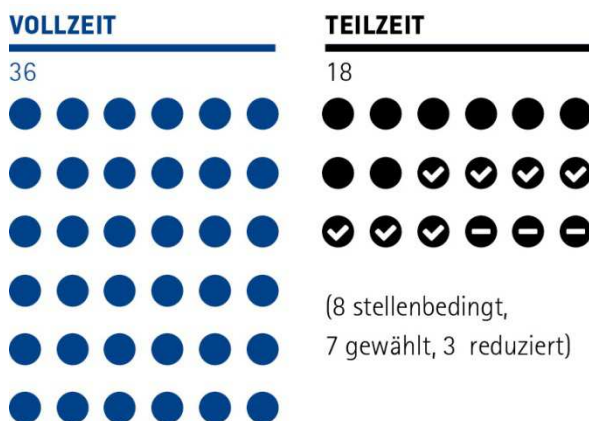 VOLLZEIT
36
TEILZEIT
18
(8 stellenbedingt,
7 gewählt, 3 reduziert)